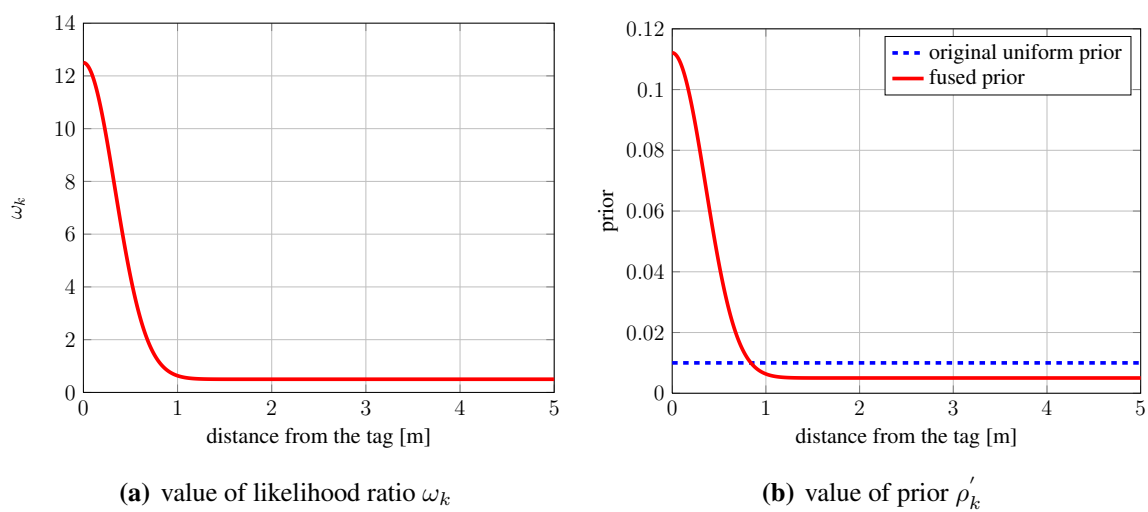 14
12
10
8
6
4
2
0
ω_k
0 1 2 3 4 5
distance from the tag [m]
(a) value of likelihood ratio ω_k
0.12
0.1
0.08
0.06
0.04
0.02
0
prior
original uniform prior
fused prior
0 1 2 3 4 5
distance from the tag [m]
(b) value of prior ρ'_k